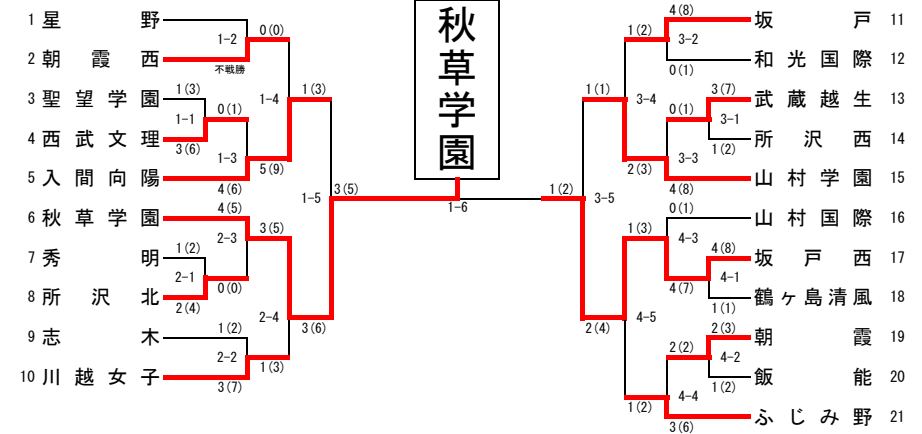 秋草学園
1 星野
1-2
0(0)
2 朝霞西
不戦勝
1-4
1(3)
3 聖望学園
1(3)
1-1
0(1)
4 西武文理
3(6)
1-3
5(9)
5 入間向陽
4(6)
1-5
3(5)
1-6
6 秋草学園
4(5)
2-3
3(5)
7 秀明
1(2)
2-1
0(0)
8 所沢北
2(4)
2-4
3(6)
9 志木
1(2)
2-2
1(3)
10 川越女子
3(7)
4(8)
坂戸 11
1(2)
3-2
和光国際 12
0(1)
1(1)
3-4
3(7)
武蔵越生 13
0(1)
3-1
所沢西 14
1(2)
2(3)
3-3
山村学園 15
4(8)
1(2)
3-5
0(1)
山村国際 16
1(3)
4-3
4(8)
坂戸西 17
4(7)
4-1
鶴ヶ島清風 18
1(1)
2(4)
4-5
2(3)
朝霞 19
2(2)
4-2
飯能 20
1(2)
1(2)
4-4
ふじみ野 21
3(6)